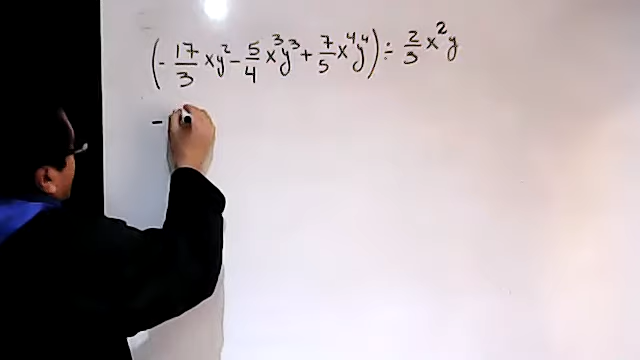 (- 17/3 xy² - 5/4 x³y³ + 7/5 x⁴y⁴) ÷ 2/3 x²y
-